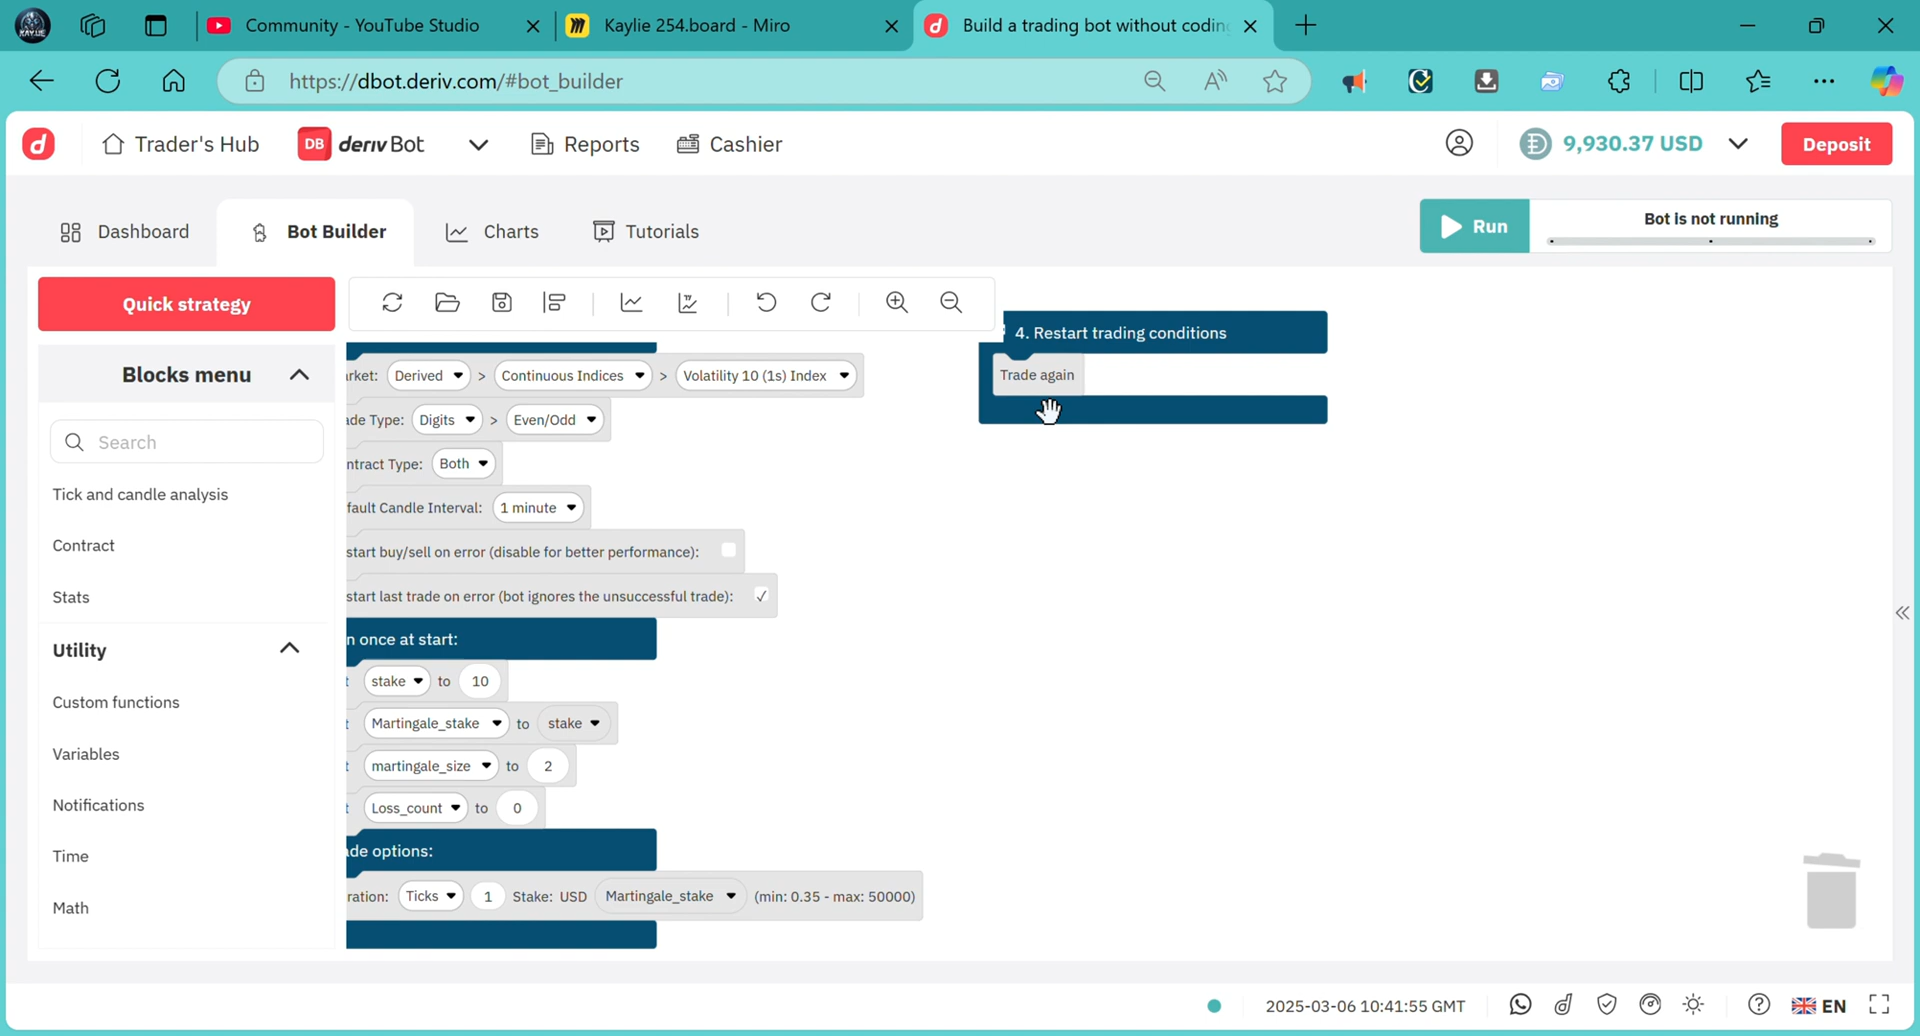 Community - YouTube Studio
Kaylie 254.board - Miro
Build a trading bot without coding
https://dbot.deriv.com/#bot_builder
Trader's Hub
DB deriv Bot
Reports
Cashier
9,930.37 USD
Deposit
Dashboard
Bot Builder
Charts
Tutorials
Run
Bot is not running
Quick strategy
4. Restart trading conditions
Trade again
Blocks menu
Search
Tick and candle analysis
Contract
Stats
Utility
Custom functions
Variables
Notifications
Time
Math
rket: Derived > Continuous Indices > Volatility 10 (1s) Index
ade Type: Digits > Even/Odd
ntract Type: Both
fault Candle Interval: 1 minute
start buy/sell on error (disable for better performance):
start last trade on error (bot ignores the unsuccessful trade):
n once at start:
t stake to 10
t Martingale_stake to stake
t martingale_size to 2
t Loss_count to 0
de options:
ration: Ticks 1 Stake: USD Martingale_stake (min: 0.35 - max: 50000)
2025-03-06 10:41:55 GMT
EN